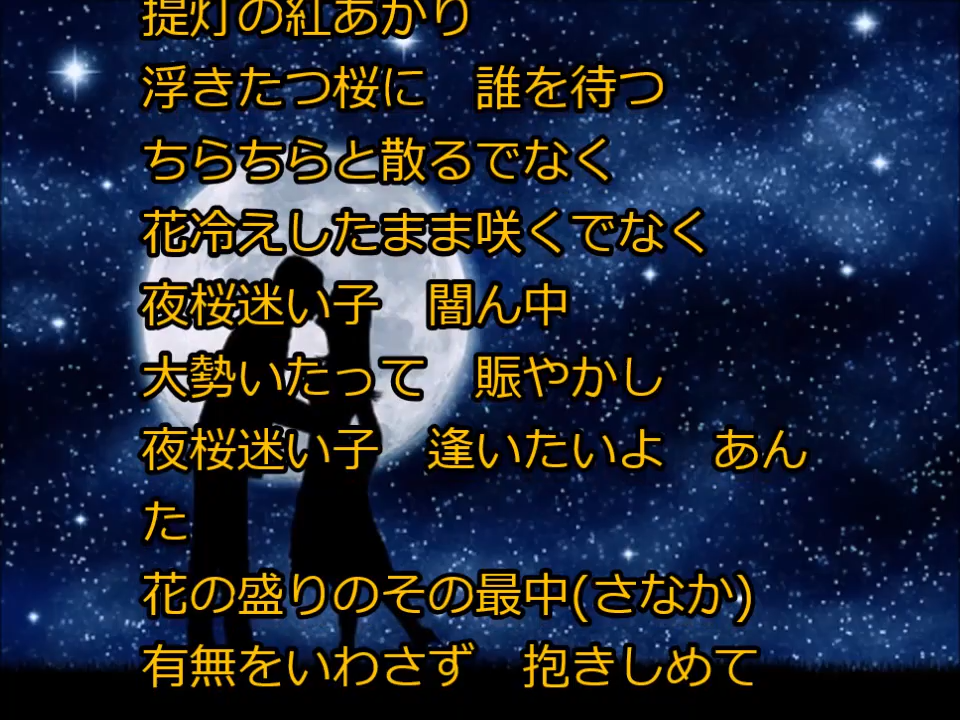 提灯の紅あかり
浮きたつ桜に　誰を待つ
ちらちらと散るでなく
花冷えしたまま咲くでなく
夜桜迷い子　闇ん中
大勢いたって　賑やかし
夜桜迷い子　逢いたいよ　あん
た
花の盛りのその最中(さなか)
有無をいわさず　抱きしめて